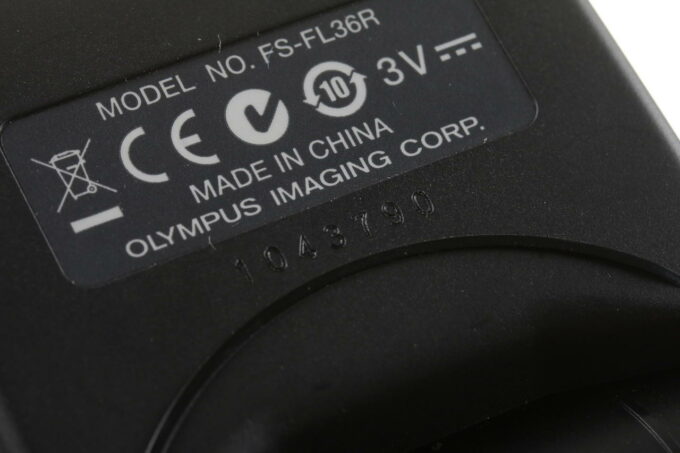 MODEL NO. FS-FL36R
CE 10 3V
MADE IN CHINA
OLYMPUS IMAGING CORP.
1043790